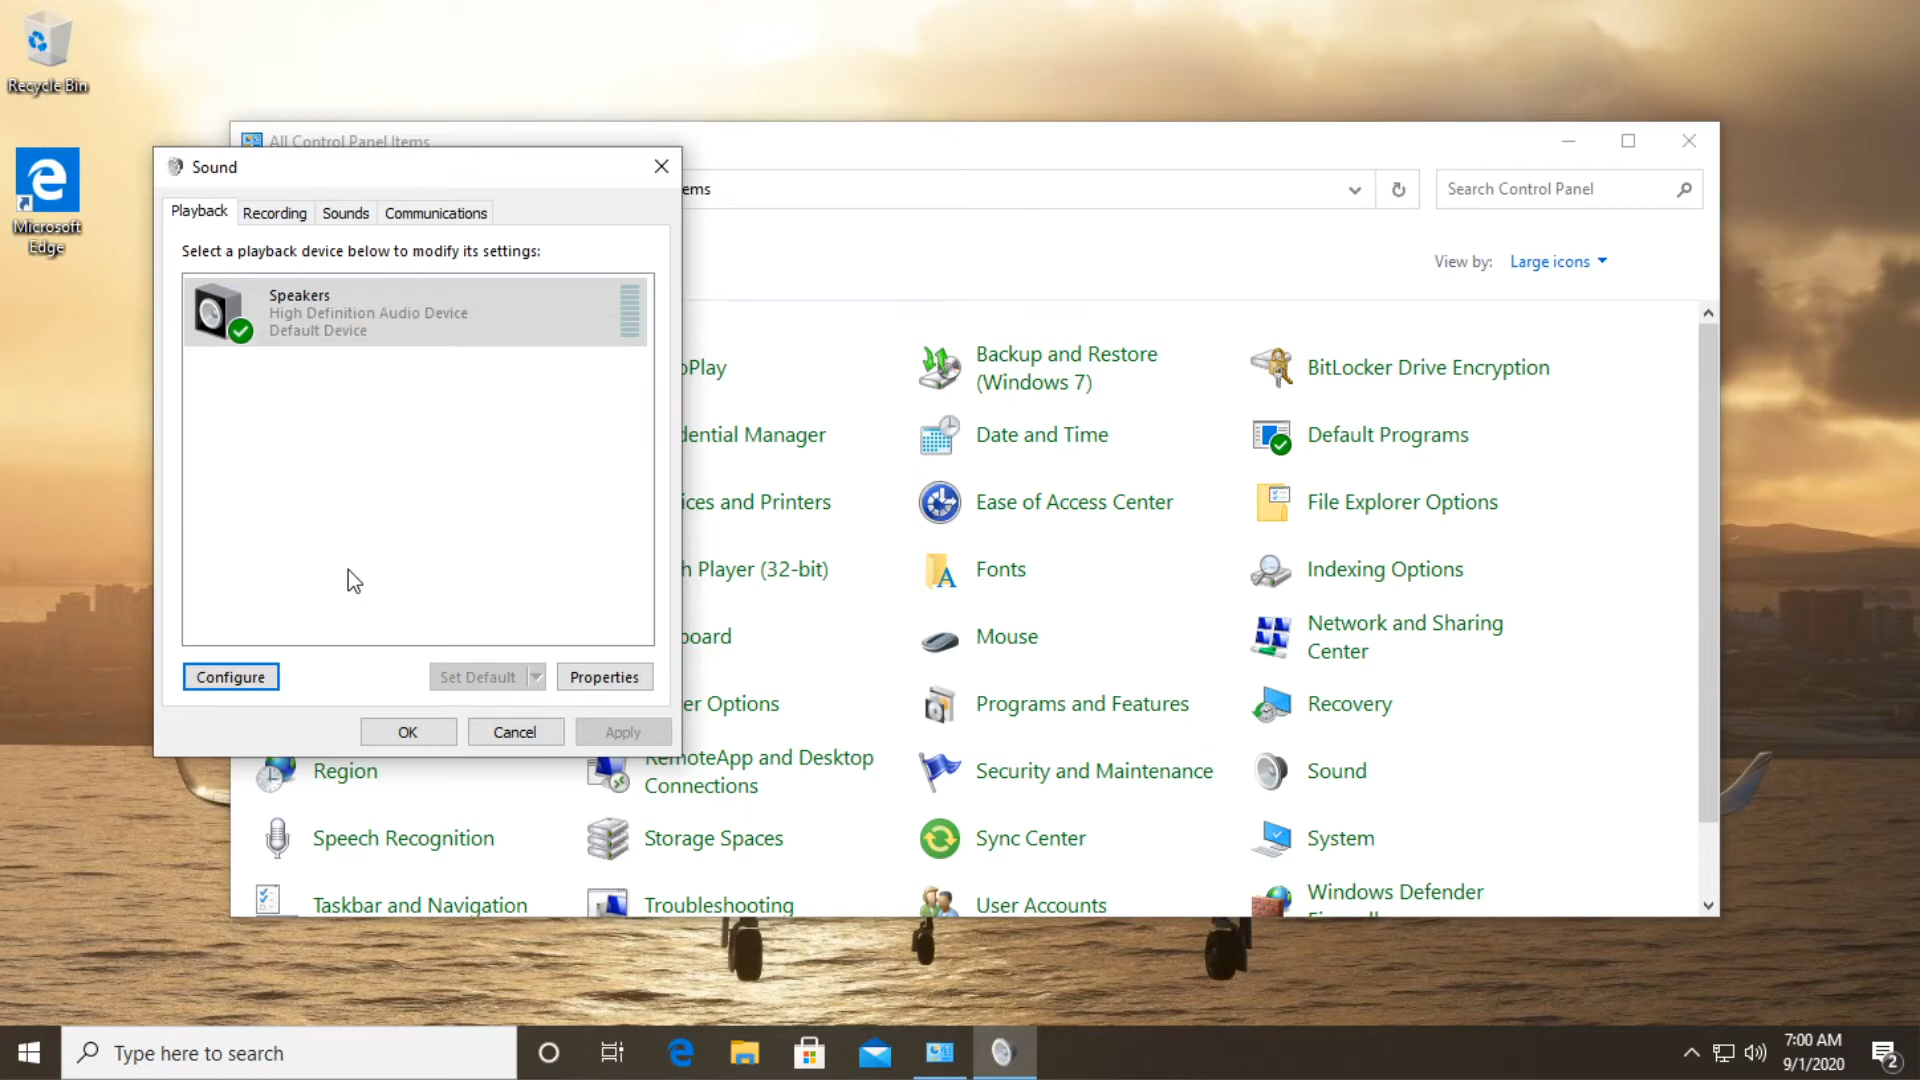 Recycle Bin
Microsoft
Edge
All Control Panel Items
Sound
Playback
Recording
Sounds
Communications
Select a playback device below to modify its settings:
Speakers
High Definition Audio Device
Default Device
Configure
Set Default
Properties
OK
Cancel
Apply
ems
Search Control Panel
View by:
Large icons
oPlay
Backup and Restore
(Windows 7)
BitLocker Drive Encryption
dential Manager
Date and Time
Default Programs
ices and Printers
Ease of Access Center
File Explorer Options
h Player (32-bit)
Fonts
Indexing Options
board
Mouse
Network and Sharing
Center
er Options
Programs and Features
Recovery
Region
RemoteApp and Desktop
Connections
Security and Maintenance
Sound
Speech Recognition
Storage Spaces
Sync Center
System
Taskbar and Navigation
Troubleshooting
User Accounts
Windows Defender
Type here to search
7:00 AM
9/1/2020
2